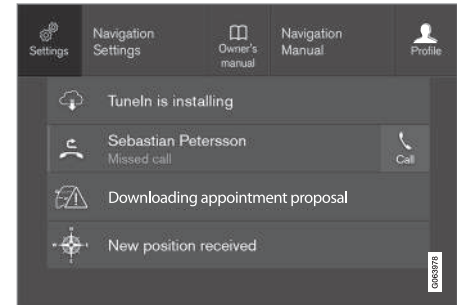 Settings
Navigation
Settings
Owner's
manual
Navigation
Manual
Profile
TuneIn is installing
Sebastian Petersson
Missed call
Call
Downloading appointment proposal
New position received
G063978